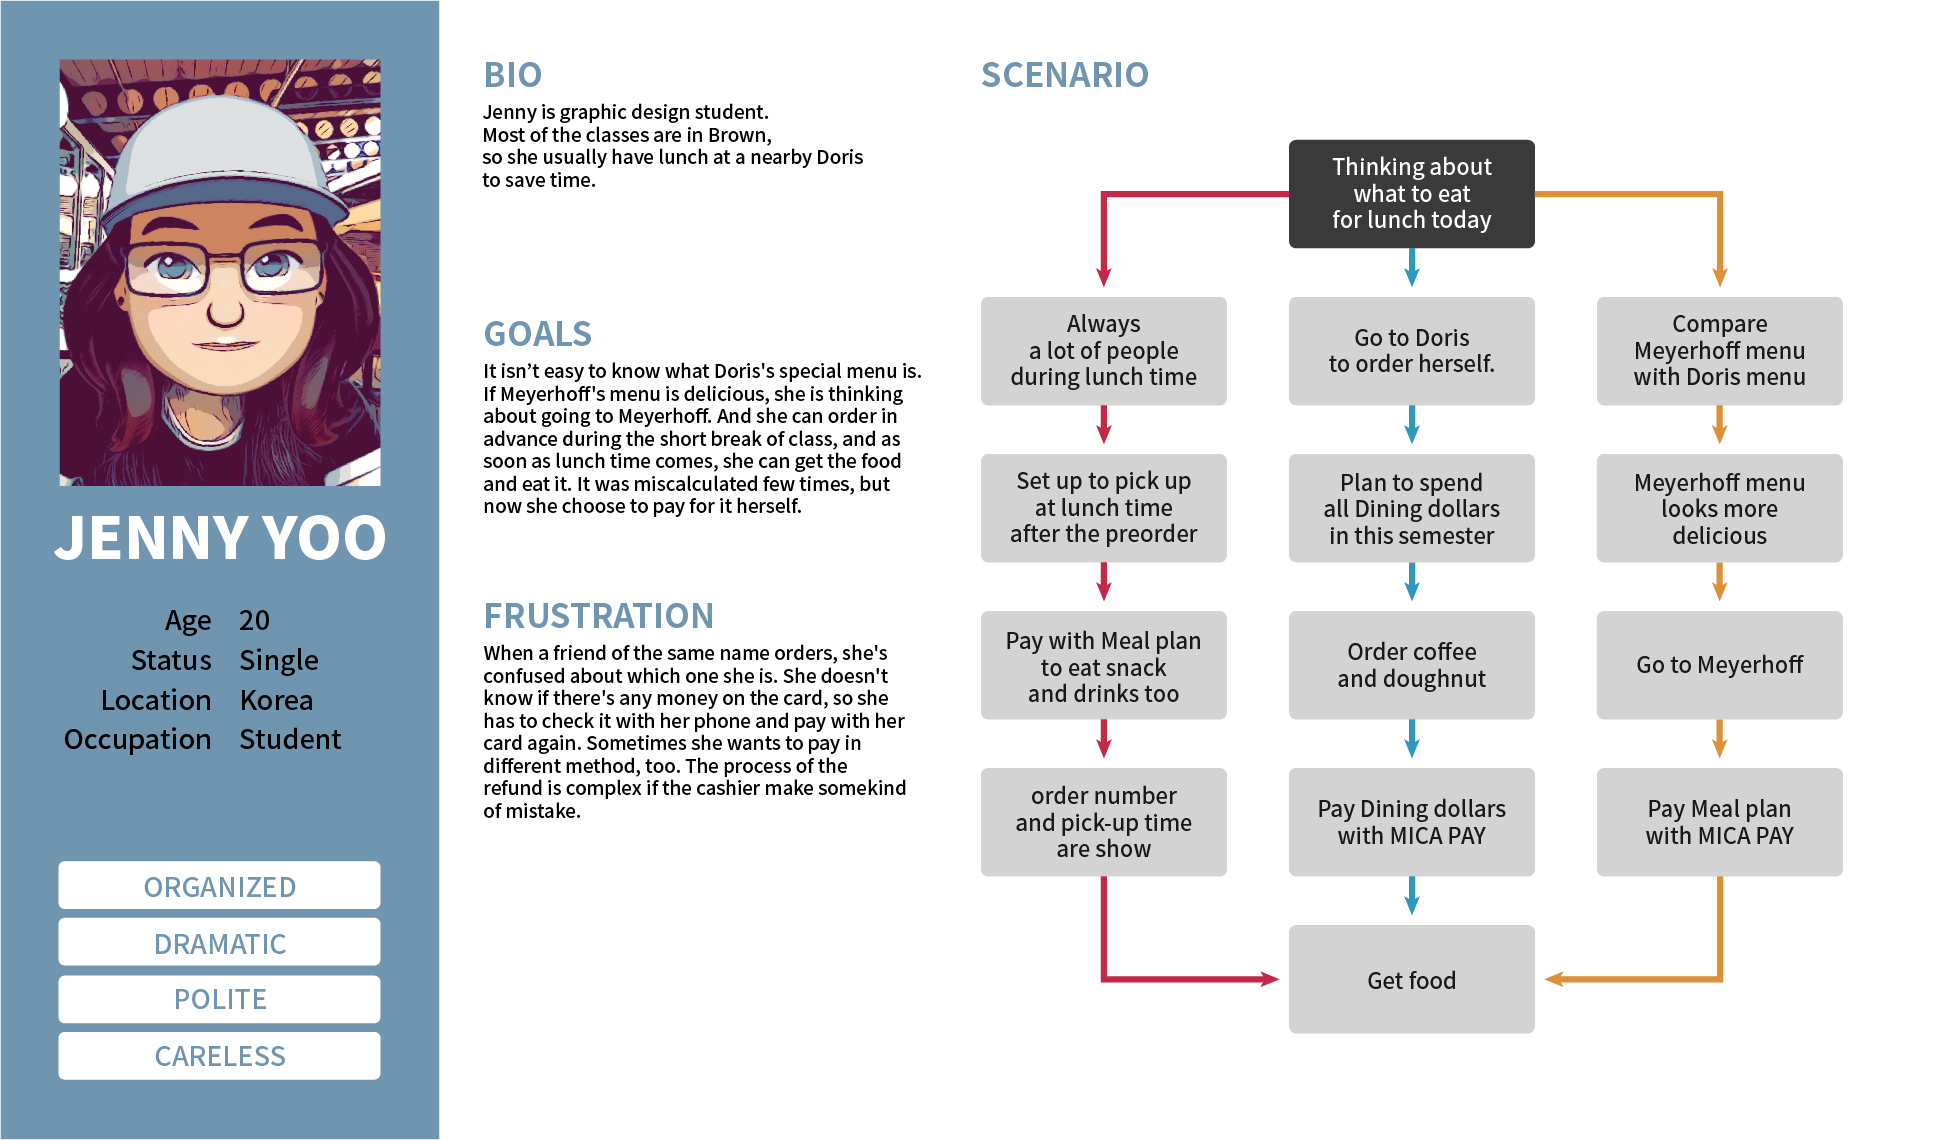 JENNY YOO
Age 20
Status Single
Location Korea
Occupation Student
ORGANIZED
DRAMATIC
POLITE
CARELESS
BIO
Jenny is graphic design student.
Most of the classes are in Brown,
so she usually have lunch at a nearby Doris
to save time.
GOALS
It isn’t easy to know what Doris's special menu is.
If Meyerhoff's menu is delicious, she is thinking
about going to Meyerhoff. And she can order in
advance during the short break of class, and as
soon as lunch time comes, she can get the food
and eat it. It was miscalculated few times, but
now she choose to pay for it herself.
FRUSTRATION
When a friend of the same name orders, she's
confused about which one she is. She doesn't
know if there's any money on the card, so she
has to check it with her phone and pay with her
card again. Sometimes she wants to pay in
different method, too. The process of the
refund is complex if the cashier make somekind
of mistake.
SCENARIO
Thinking about
what to eat
for lunch today
Always
a lot of people
during lunch time
Set up to pick up
at lunch time
after the preorder
Pay with Meal plan
to eat snack
and drinks too
order number
and pick-up time
are show
Go to Doris
to order herself.
Plan to spend
all Dining dollars
in this semester
Order coffee
and doughnut
Pay Dining dollars
with MICA PAY
Compare
Meyerhoff menu
with Doris menu
Meyerhoff menu
looks more
delicious
Go to Meyerhoff
Pay Meal plan
with MICA PAY
Get food